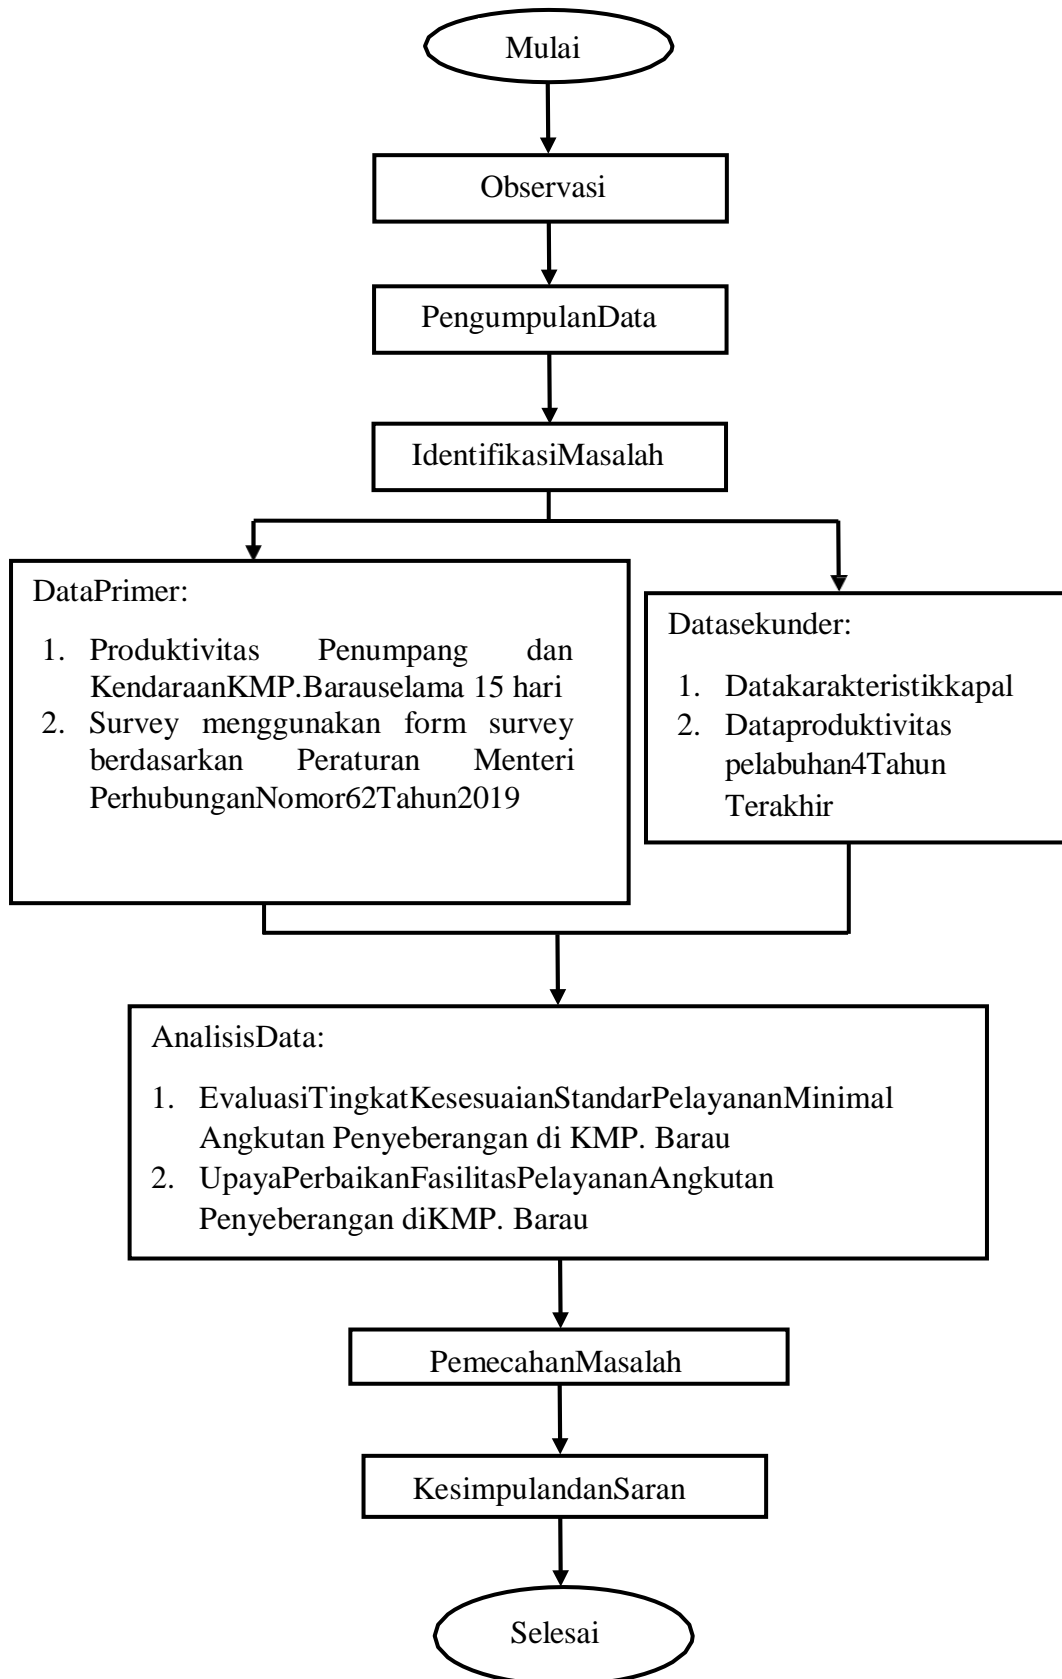 Mulai
Observasi
PengumpulanData
IdentifikasiMasalah
DataPrimer:
1. Produktivitas Penumpang dan
KendaraanKMP.Barauselama 15 hari
2. Survey menggunakan form survey
berdasarkan Peraturan Menteri
PerhubunganNomor62Tahun2019
Datasekunder:
1. Datakarakteristikkapal
2. Dataproduktivitas
pelabuhan4Tahun
Terakhir
AnalisisData:
1. EvaluasiTingkatKesesuaianStandarPelayananMinimal
Angkutan Penyeberangan di KMP. Barau
2. UpayaPerbaikanFasilitasPelayananAngkutan
Penyeberangan diKMP. Barau
PemecahanMasalah
KesimpulandanSaran
Selesai